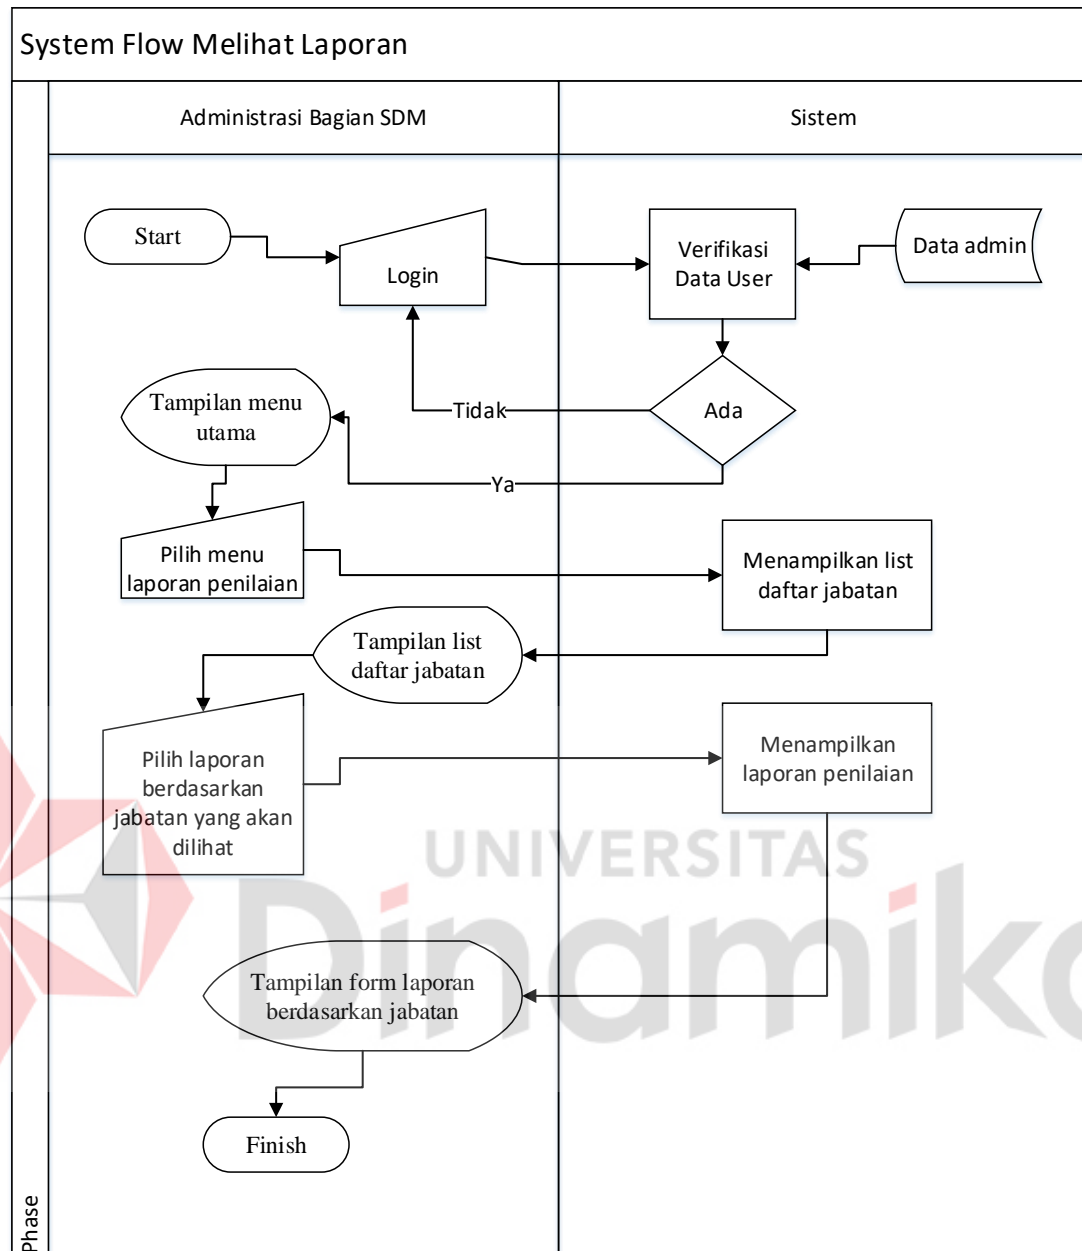 System Flow Melihat Laporan
Administrasi Bagian SDM
Sistem
Start
Login
Verifikasi
Data User
Data admin
Ada
Tidak
Ya
Tampilan menu
utama
Pilih menu
laporan penilaian
Menampilkan list
daftar jabatan
Tampilan list
daftar jabatan
Pilih laporan
berdasarkan
jabatan yang akan
dilihat
Menampilkan
laporan penilaian
UNIVERSITAS
Dinamika
Tampilan form laporan
berdasarkan jabatan
Finish
Phase